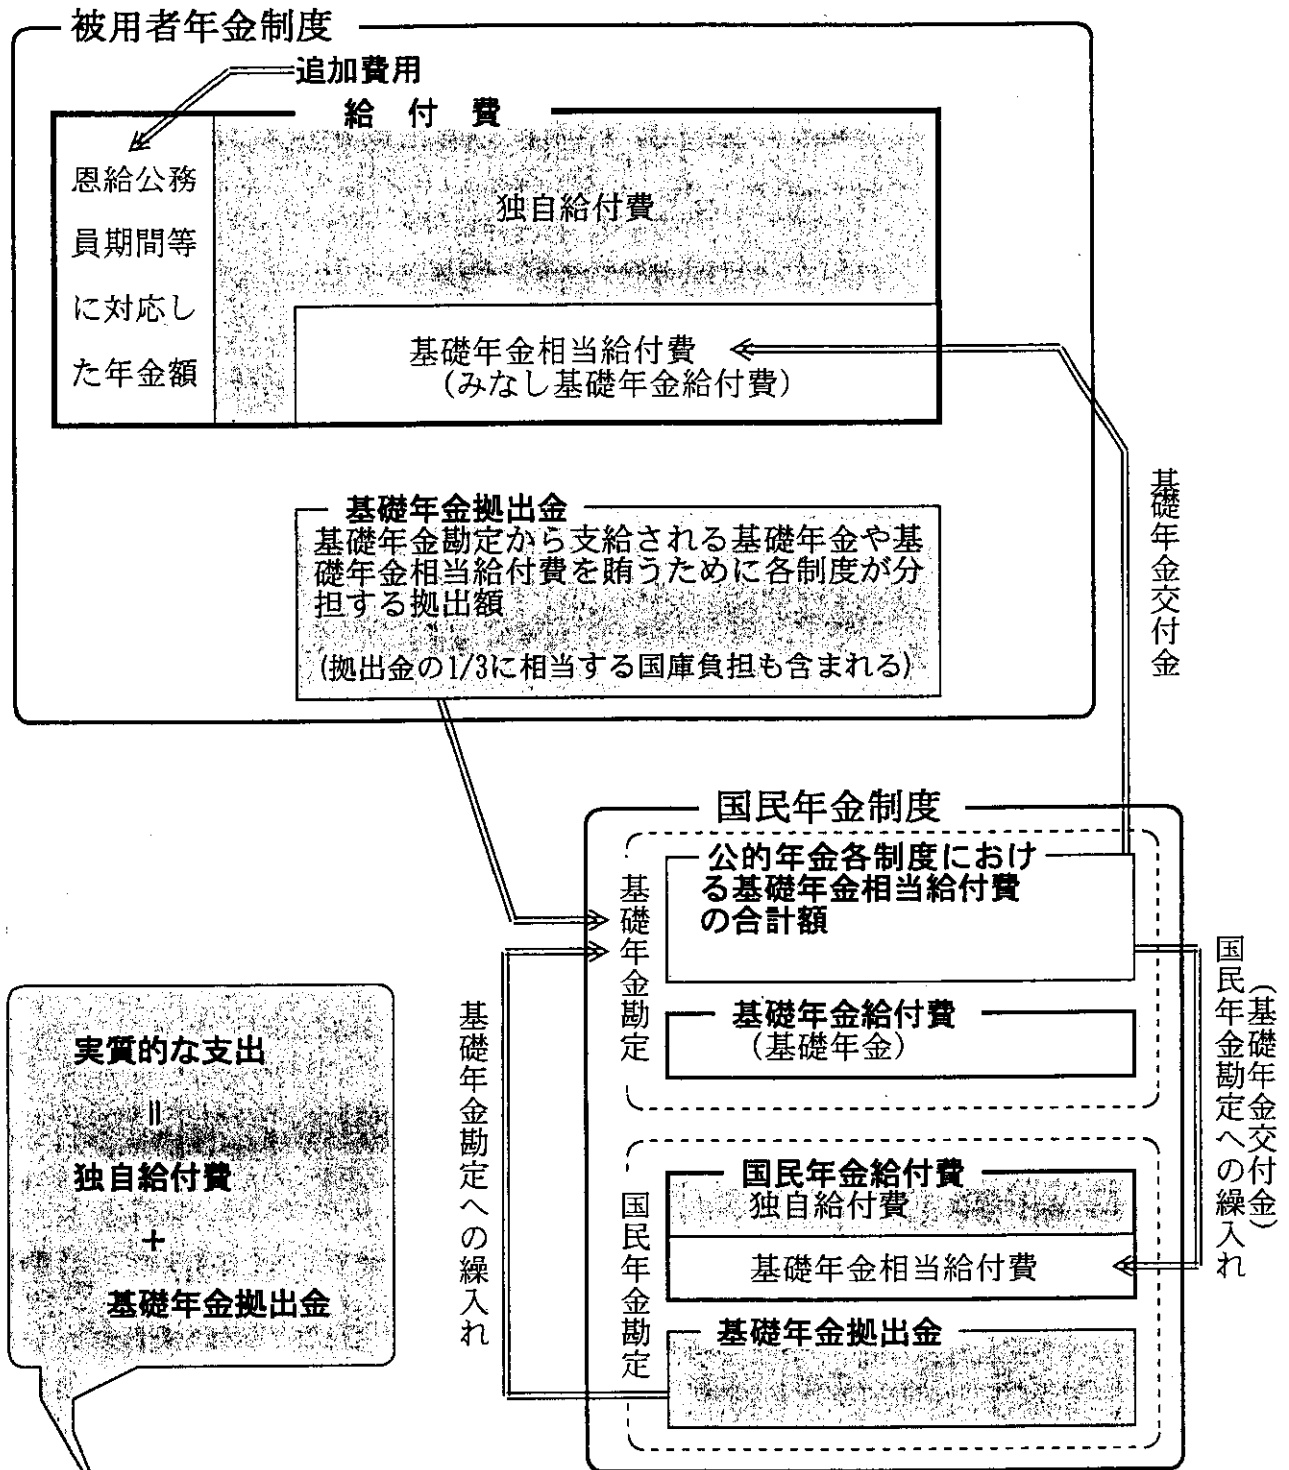 被用者年金制度
追加費用
給付費
恩給公務
員期間等
に対応し
た年金額
独自給付費
基礎年金相当給付費
(みなし基礎年金給付費)
基礎年金拠出金
基礎年金勘定から支給される基礎年金や基
礎年金相当給付費を賄うために各制度が分
担する拠出額
(拠出金の1/3に相当する国庫負担も含まれる)
基礎年金交付金
国民年金制度
基礎年金勘定
公的年金各制度におけ
る基礎年金相当給付費
の合計額
基礎年金給付費
(基礎年金)
国民年金勘定への繰入れ
(基礎年金交付金)
基礎年金勘定への繰入れ
国民年金勘定
国民年金給付費
独自給付費
基礎年金相当給付費
基礎年金拠出金
実質的な支出
=
独自給付費
+
基礎年金拠出金